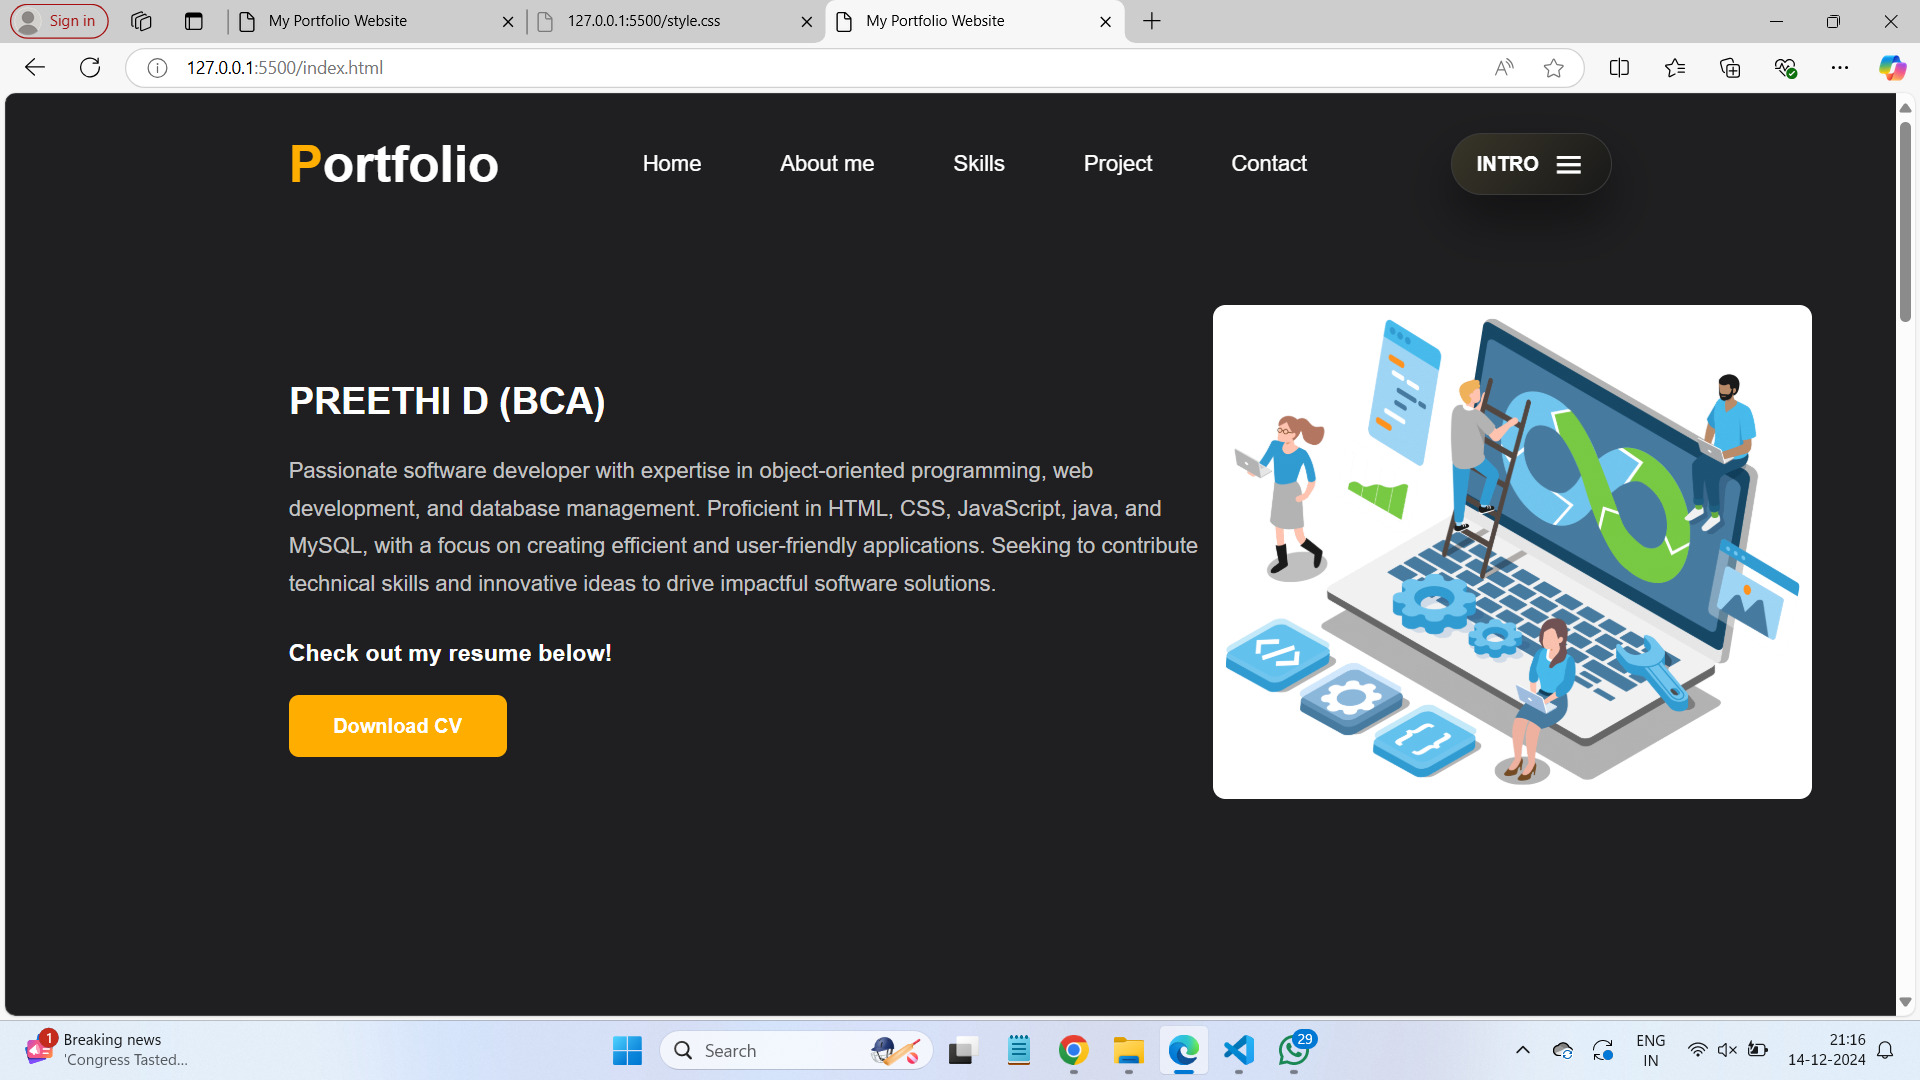 Sign in
My Portfolio Website
127.0.0.1:5500/style.css
My Portfolio Website
127.0.0.1:5500/index.html
Portfolio
Home
About me
Skills
Project
Contact
INTRO
PREETHI D (BCA)
Passionate software developer with expertise in object-oriented programming, web
development, and database management. Proficient in HTML, CSS, JavaScript, java, and
MySQL, with a focus on creating efficient and user-friendly applications. Seeking to contribute
technical skills and innovative ideas to drive impactful software solutions.
Check out my resume below!
Download CV
1
Breaking news
'Congress Tasted...
Search
29
ENG
IN
21:16
14-12-2024